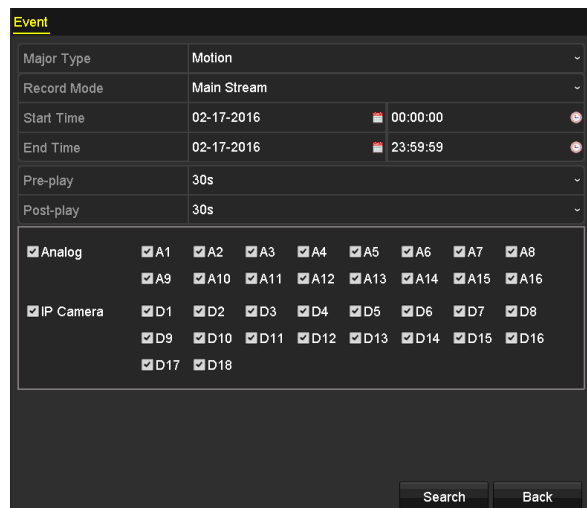 Event
Major Type Motion
Record Mode Main Stream
Start Time 02-17-2016 00:00:00
End Time 02-17-2016 23:59:59
Pre-play 30s
Post-play 30s
Analog A1 A2 A3 A4 A5 A6 A7 A8
A9 A10 A11 A12 A13 A14 A15 A16
IP Camera D1 D2 D3 D4 D5 D6 D7 D8
D9 D10 D11 D12 D13 D14 D15 D16
D17 D18
Search Back